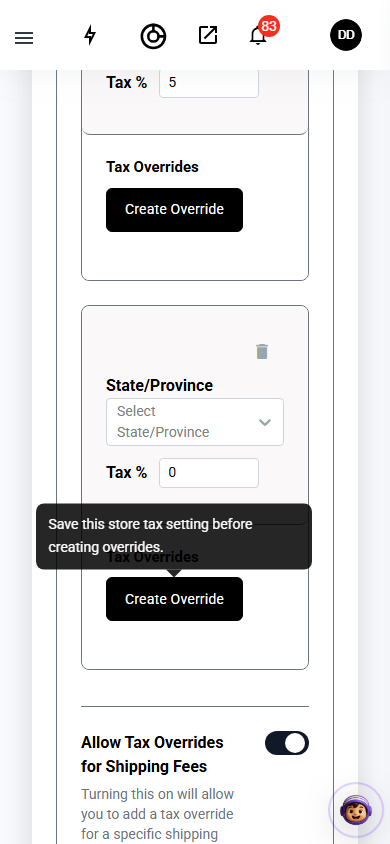 83
DD
Tax %
5
Tax Overrides
Create Override
State/Province
Select
State/Province
Tax %
0
Save this store tax setting before
creating overrides.
Tax Overrides
Create Override
Allow Tax Overrides
for Shipping Fees
Turning this on will allow
you to add a tax override
for a specific shipping